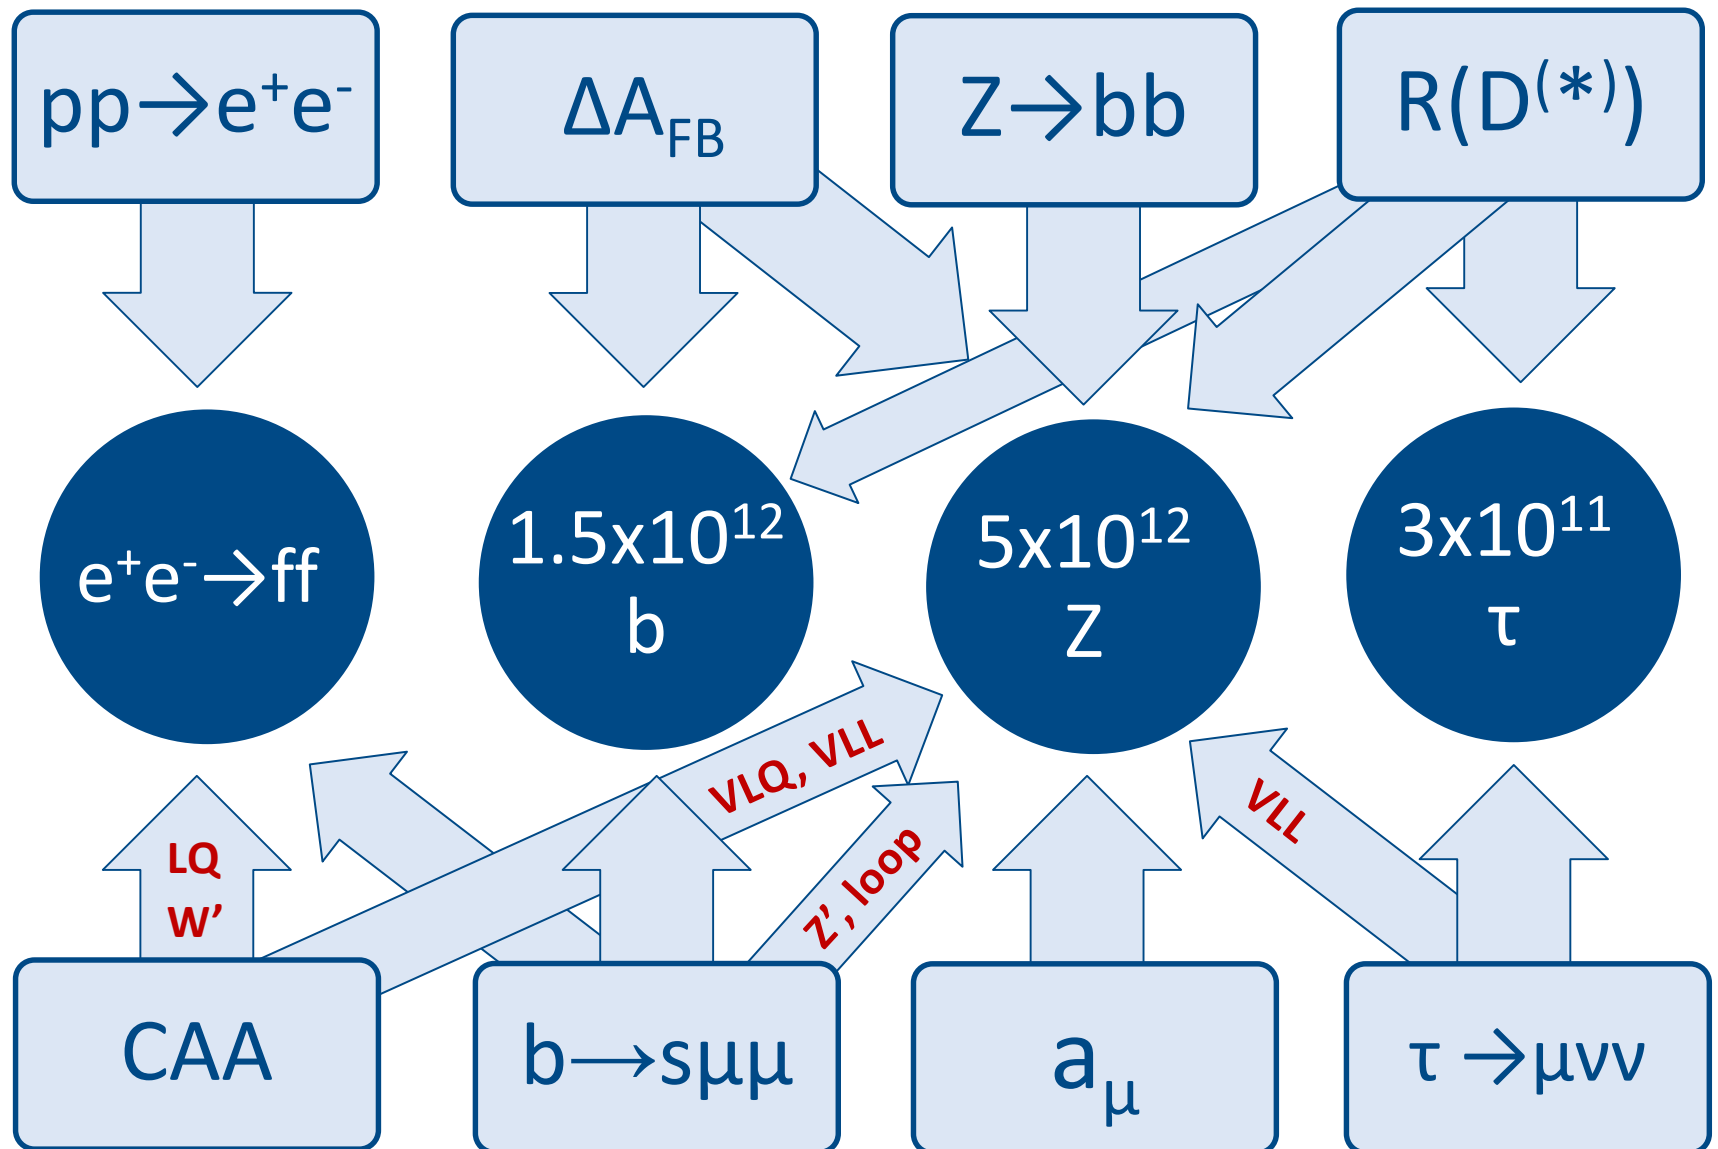 pp→e⁺e⁻
ΔA_FB
Z→bb
R(D⁽*⁾)
e⁺e⁻→ff
1.5x10¹²
b
5x10¹²
Z
3x10¹¹
τ
LQ
W’
VLQ, VLL
Z’, loop
VLL
CAA
b→sμμ
a_μ
τ →μνν